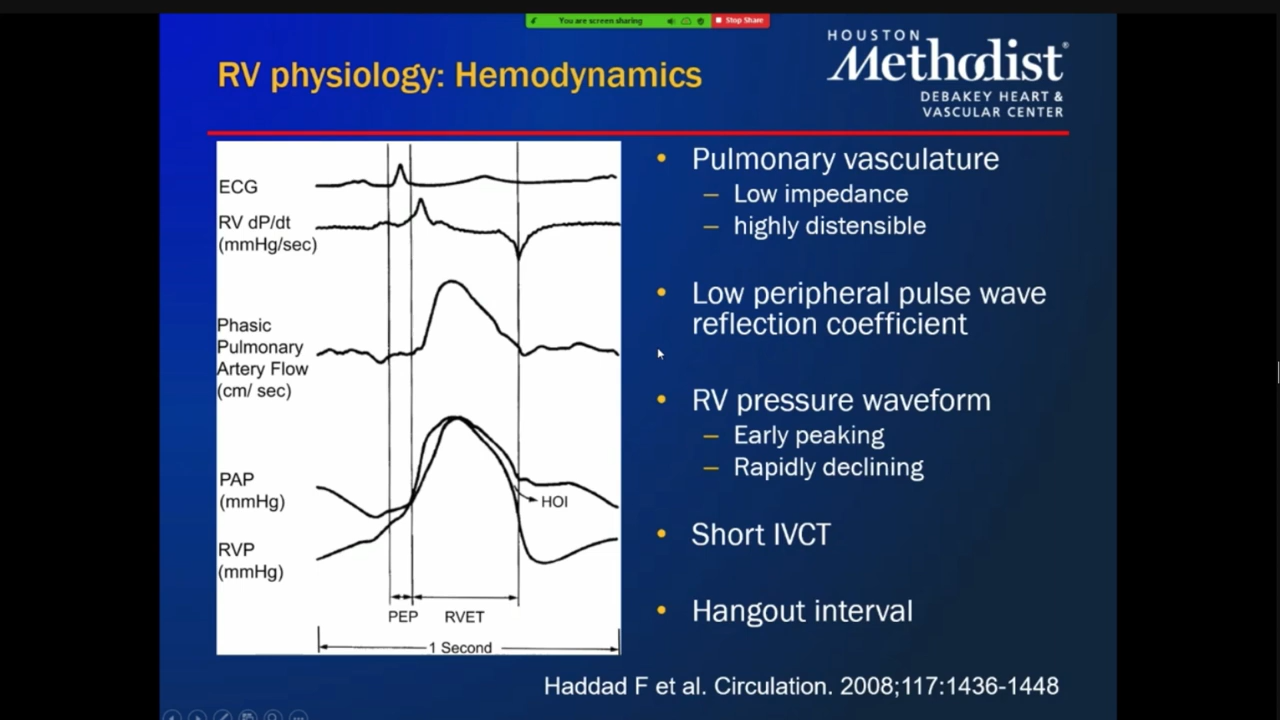 You are screen sharing
Stop Share
RV physiology: Hemodynamics
HOUSTON
Methodist®
DEBAKEY HEART &
VASCULAR CENTER
ECG
RV dP/dt
(mmHg/sec)
Phasic
Pulmonary
Artery Flow
(cm/ sec)
PAP
(mmHg)
HOI
RVP
(mmHg)
PEP
RVET
1 Second
• Pulmonary vasculature
– Low impedance
– highly distensible
• Low peripheral pulse wave
reflection coefficient
• RV pressure waveform
– Early peaking
– Rapidly declining
• Short IVCT
• Hangout interval
Haddad F et al. Circulation. 2008;117:1436-1448